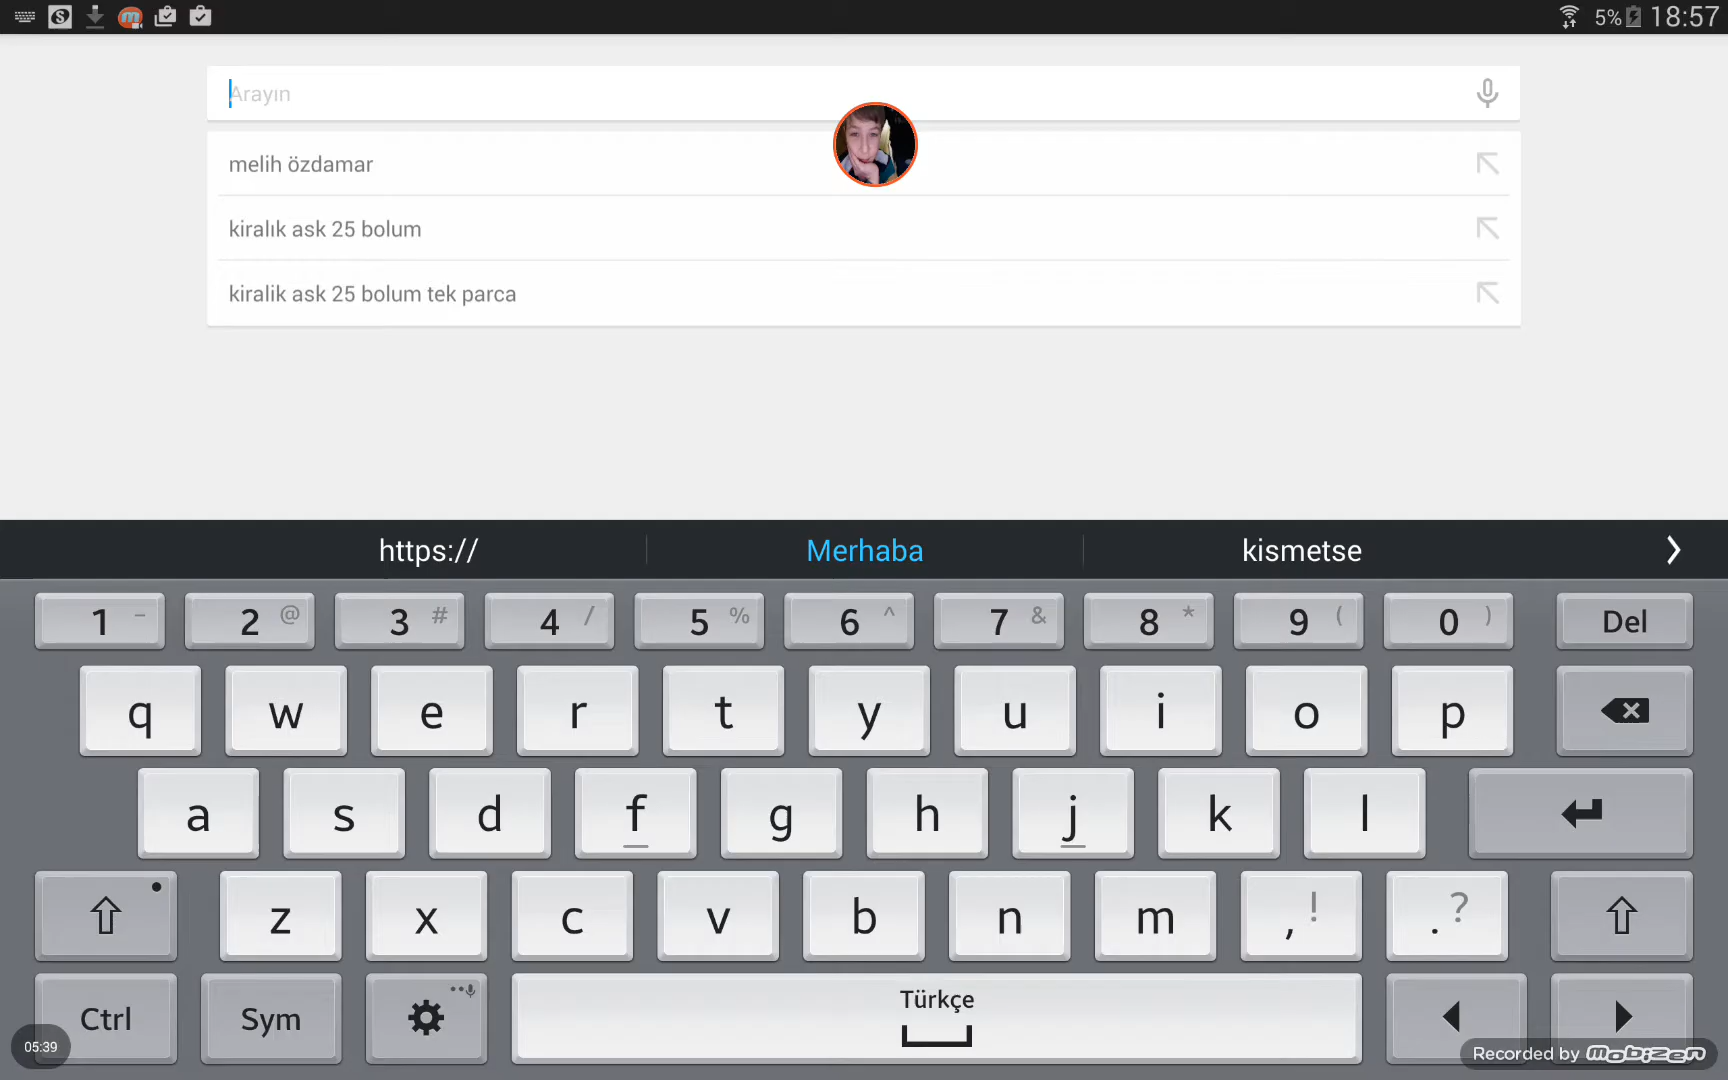 5% 18:57
Arayın
melih özdamar
kiralık ask 25 bolum
kiralik ask 25 bolum tek parca
https:// Merhaba kismetse
1 - 2 @ 3 # 4 / 5 % 6 ^ 7 & 8 * 9 ( 0 ) Del
q w e r t y u i o p
a s d f g h j k l
z x c v b n m , ! . ?
Ctrl Sym Türkçe
05:39
Recorded by mobizen